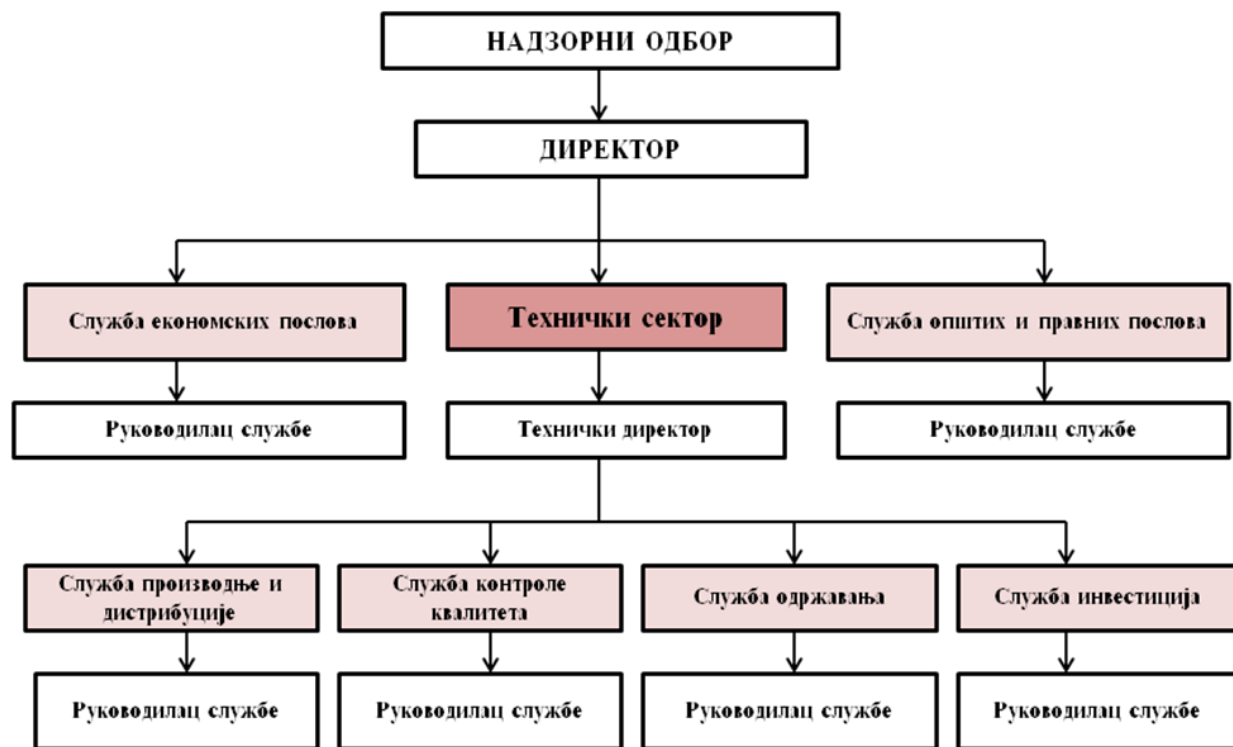 НАДЗОРНИ ОДБОР
ДИРЕКТОР
Служба економских послова
Технички сектор
Служба општих и правних послова
Руководилац службе
Технички директор
Руководилац службе
Служба производње и
дистрибуције
Служба контроле
квалитета
Служба одржавања
Служба инвестиција
Руководилац службе
Руководилац службе
Руководилац службе
Руководилац службе